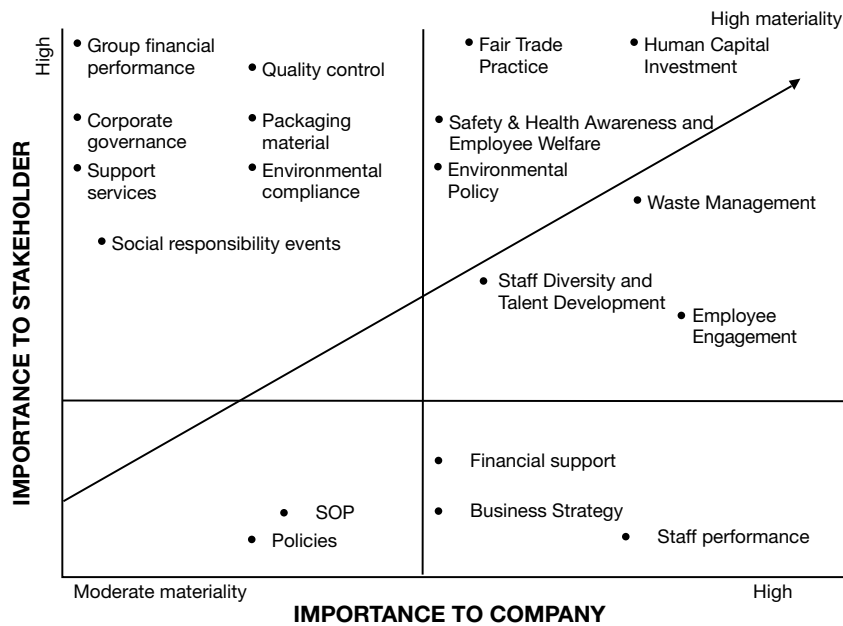 High materiality
High
IMPORTANCE TO STAKEHOLDER
• Group financial
performance
• Quality control
• Fair Trade
Practice
• Human Capital
Investment
• Corporate
governance
• Packaging
material
• Safety & Health Awareness and
Employee Welfare
• Support
services
• Environmental
compliance
• Environmental
Policy
• Waste Management
• Social responsibility events
• Staff Diversity and
Talent Development
• Employee
Engagement
• Financial support
• SOP
• Business Strategy
• Policies
• Staff performance
Moderate materiality
High
IMPORTANCE TO COMPANY